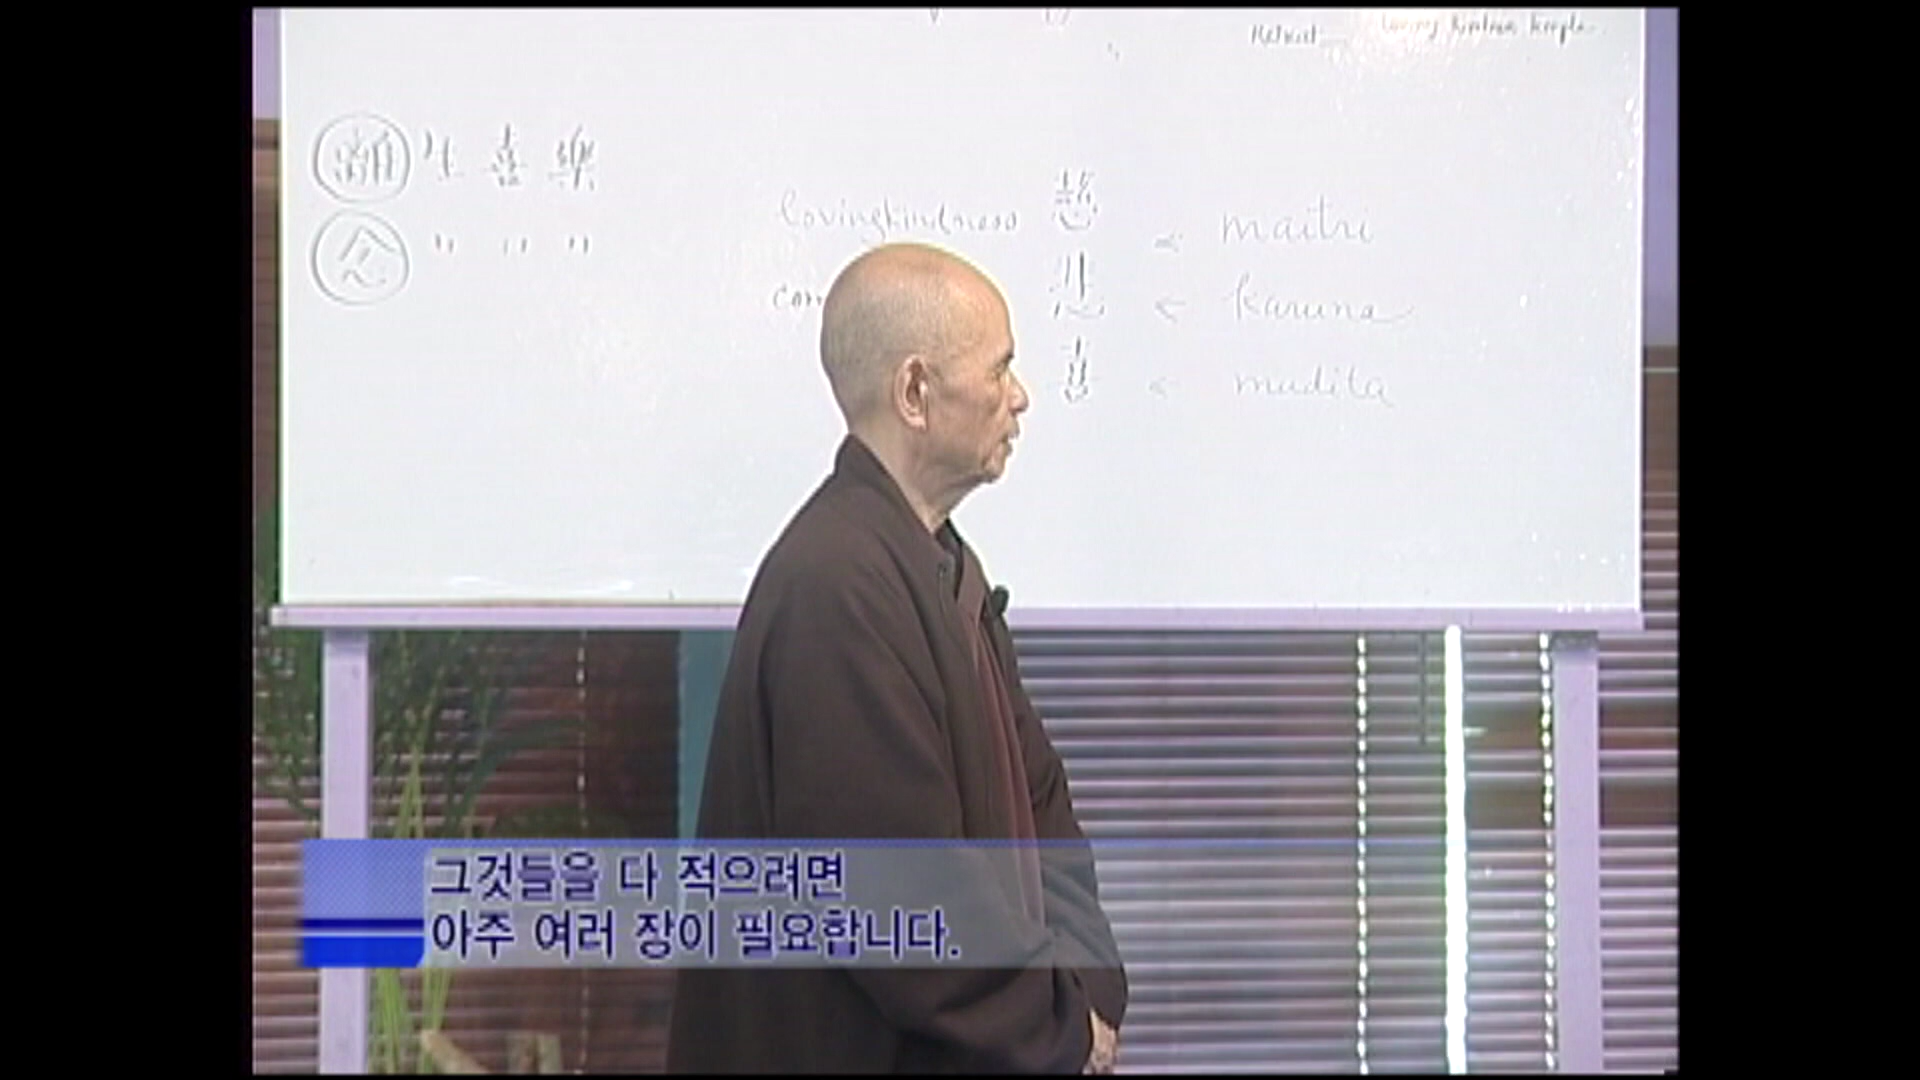 Retreat
離 生 喜 樂
念 " " "
lovingkindness 慈 < maitri
悲 < karuna
喜 < mudita
그것들을 다 적으려면
아주 여러 장이 필요합니다.